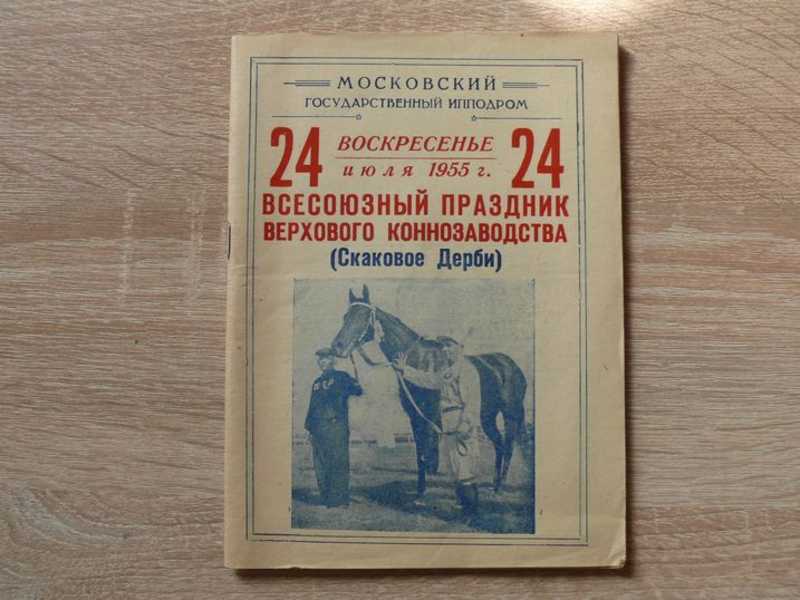 МОСКОВСКИЙ
ГОСУДАРСТВЕННЫЙ ИППОДРОМ
24 ВОСКРЕСЕНЬЕ 24
июля 1955 г.
ВСЕСОЮЗНЫЙ ПРАЗДНИК
ВЕРХОВОГО КОННОЗАВОДСТВА
(Скаковое Дерби)